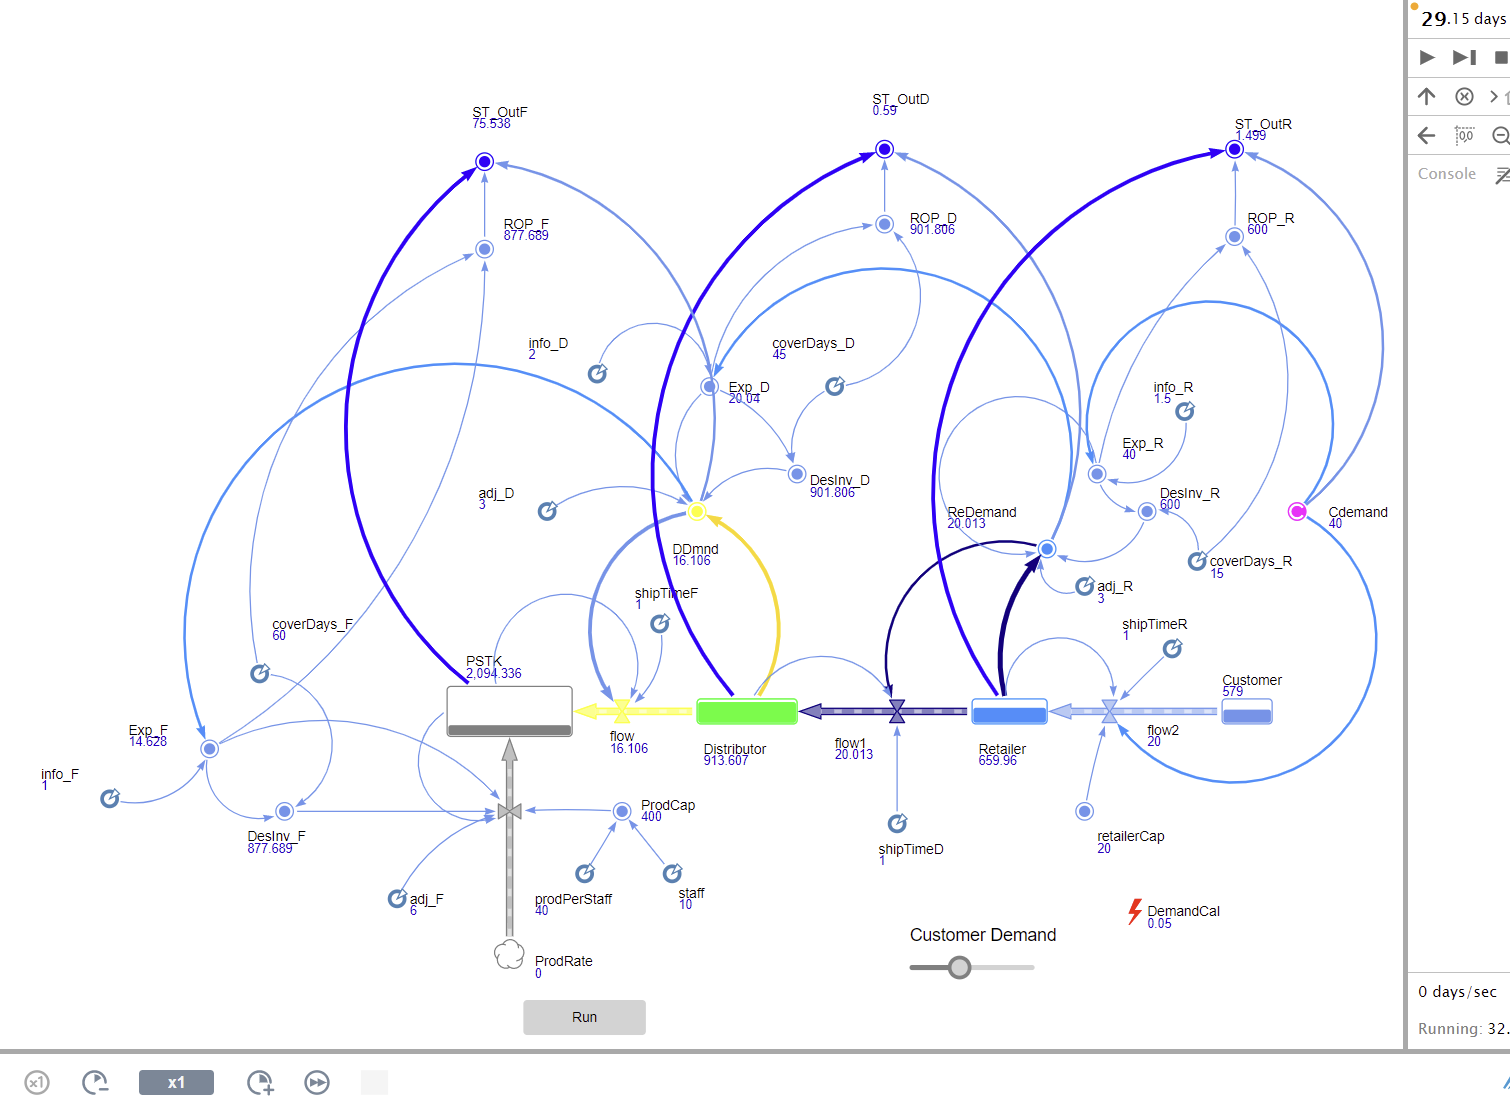 29.15 days
Console
ST_OutF
75.538
ST_OutD
0.59
ST_OutR
1.499
ROP_F
877.689
ROP_D
901.806
ROP_R
600
info_D
2
coverDays_D
45
Exp_D
20.04
info_R
1.5
Exp_R
40
DesInv_D
901.806
DesInv_R
600
adj_D
3
ReDemand
20.013
Cdemand
40
DDmnd
16.106
coverDays_R
15
adj_R
3
shipTimeF
1
coverDays_F
60
shipTimeR
1
PSTK
2,094.336
Customer
579
Exp_F
14.628
flow
16.106
Distributor
913.607
flow1
20.013
Retailer
659.96
flow2
20
info_F
1
ProdCap
400
DesInv_F
877.689
retailerCap
20
shipTimeD
1
adj_F
6
prodPerStaff
40
staff
10
DemandCal
0.05
Customer Demand
ProdRate
0
Run
0 days/sec
Running: 32.
x1
x1